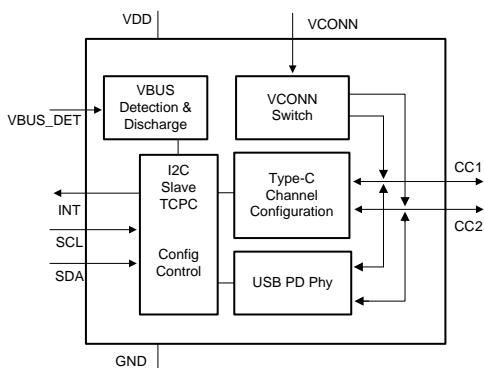 VDD
VCONN
VBUS
Detection &
Discharge
VCONN
Switch
VBUS_DET
I2C
Slave
TCPC
Type-C
Channel
Configuration
CC1
INT
CC2
SCL
Config
Control
SDA
USB PD Phy
GND